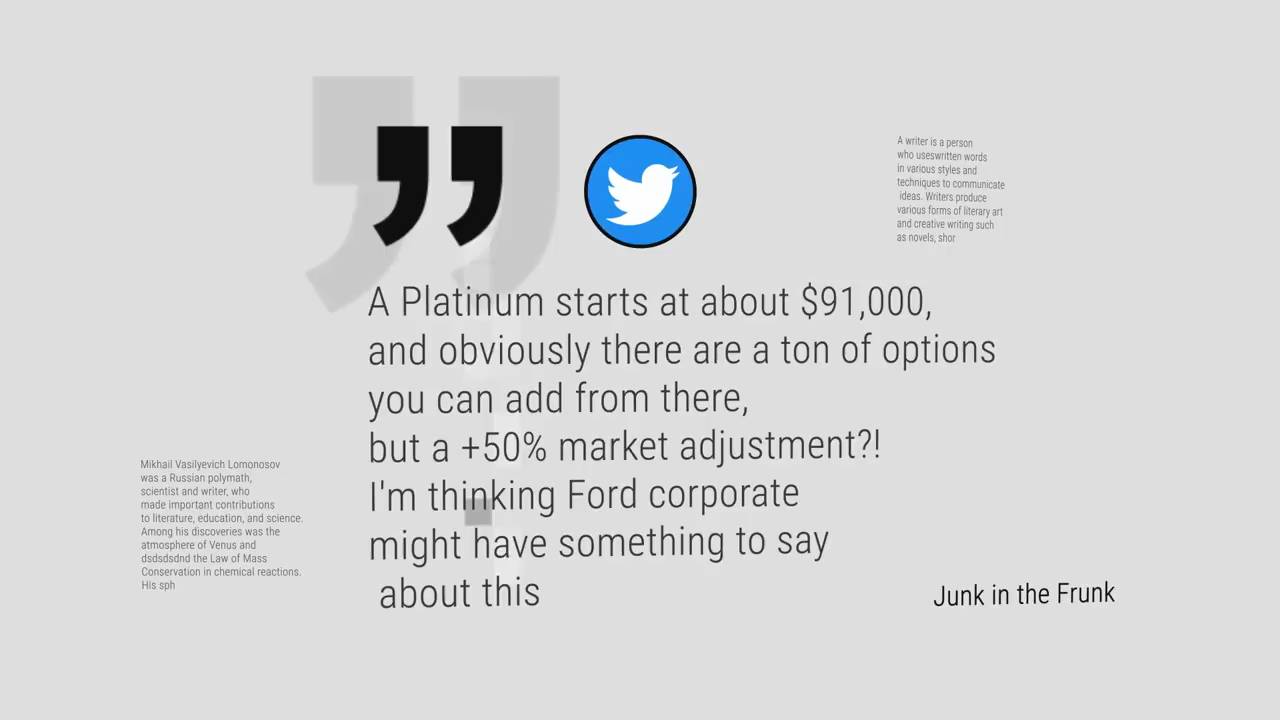 A writer is a person
who useswritten words
in various styles and
techniques to communicate
ideas. Writers produce
various forms of literary art
and creative writing such
as novels, shor
A Platinum starts at about $91,000,
and obviously there are a ton of options
you can add from there,
but a +50% market adjustment?!
I'm thinking Ford corporate
might have something to say
about this
Mikhail Vasilyevich Lomonosov
was a Russian polymath,
scientist and writer, who
made important contributions
to literature, education, and science.
Among his discoveries was the
atmosphere of Venus and
dsdsdsdnd the Law of Mass
Conservation in chemical reactions.
His sph
Junk in the Frunk